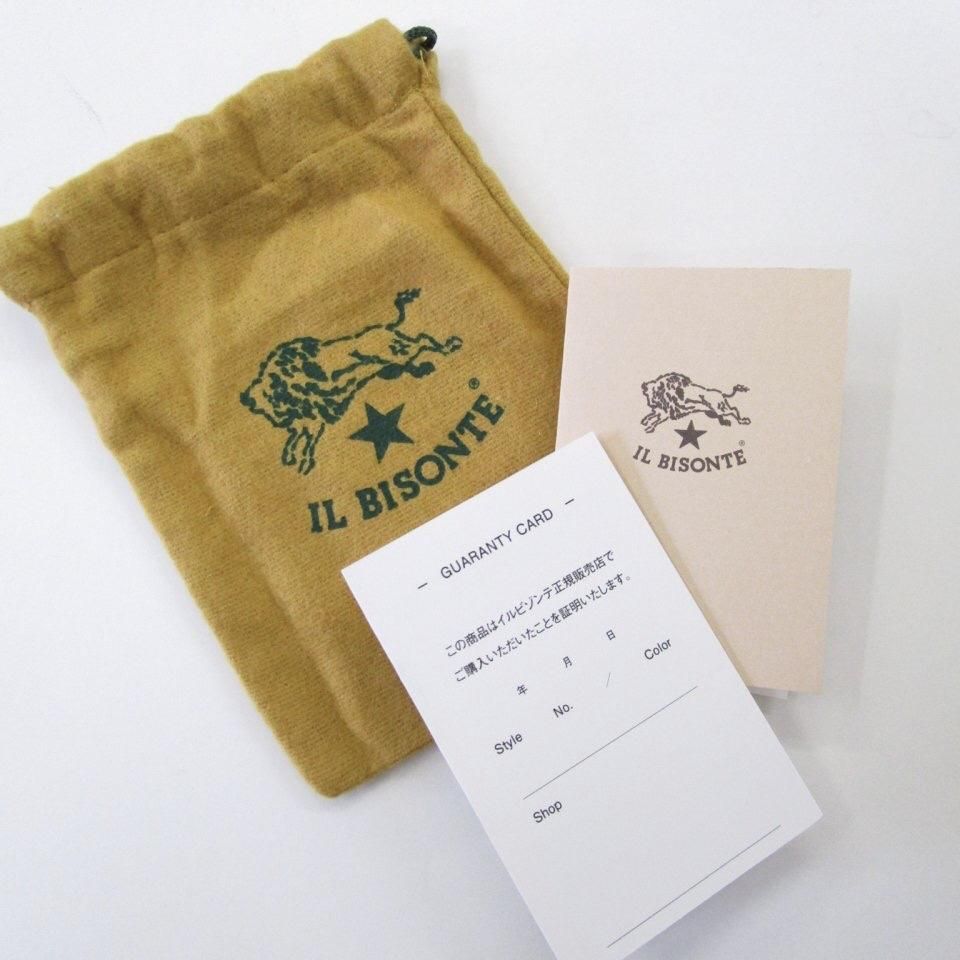 IL BISONTE
®
IL BISONTE
®
— GUARANTY CARD —
この商品はイルビゾンテ正規販売店で
ご購入いただいたことを証明いたします。
年 月 日
Style No. / Color
Shop